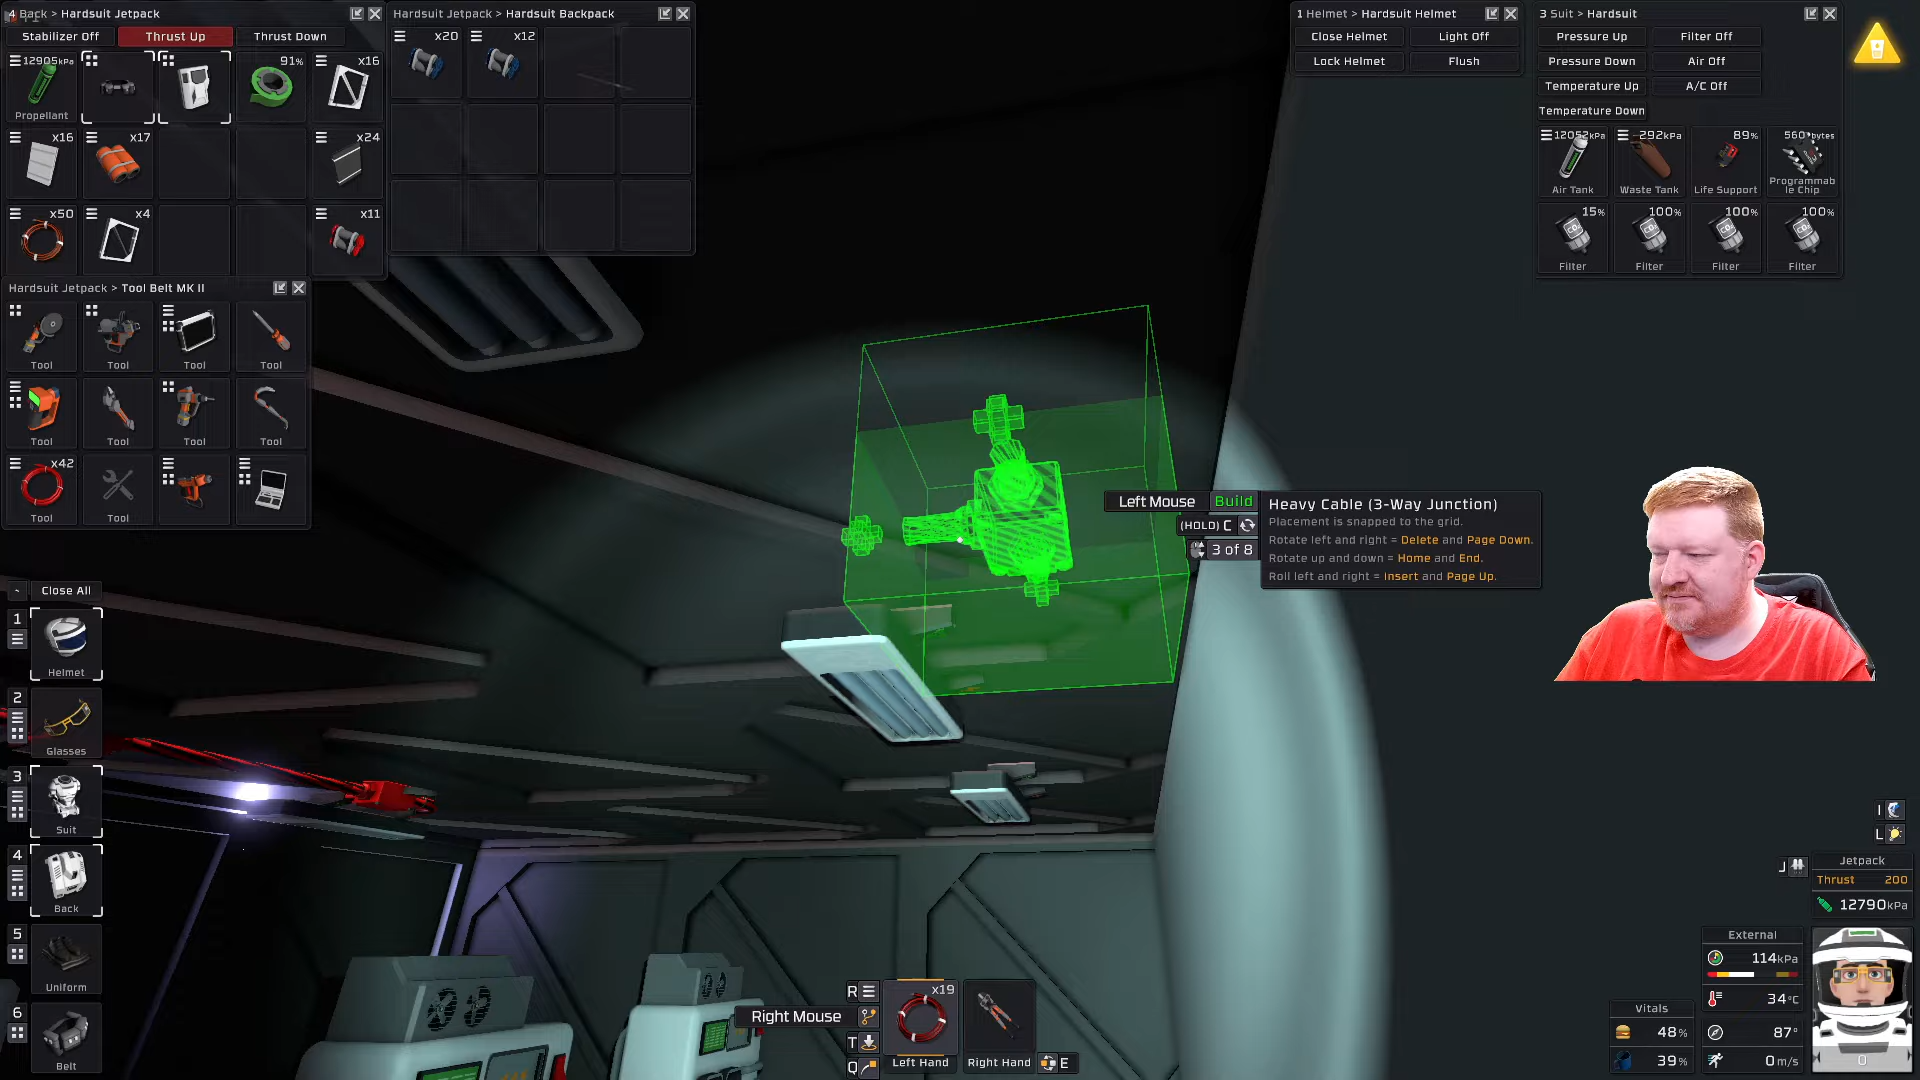 4 Back > Hardsuit Jetpack
Stabilizer Off
Thrust Up
Thrust Down
12905kPa
Propellant
91%
x16
x16
x17
x24
x50
x4
x11
Hardsuit Jetpack > Hardsuit Backpack
x20
x12
Hardsuit Jetpack > Tool Belt MK II
Tool
Tool
Tool
Tool
Tool
Tool
Tool
Tool
x42
Tool
Tool
1 Helmet > Hardsuit Helmet
Close Helmet
Light Off
Lock Helmet
Flush
3 Suit > Hardsuit
Pressure Up
Filter Off
Pressure Down
Air Off
Temperature Up
A/C Off
Temperature Down
12052kPa
Air Tank
-292kPa
Waste Tank
89%
Life Support
Programmab
le Chip
15%
Filter
100%
Filter
100%
Filter
100%
Filter
Left Mouse
Build
(HOLD) C
3 of 8
Heavy Cable (3-Way Junction)
Placement is snapped to the grid.
Rotate left and right = Delete and Page Down.
Rotate up and down = Home and End.
Roll left and right = Insert and Page Up.
~
Close All
1
Helmet
2
Glasses
3
Suit
4
Back
5
Uniform
6
Belt
Right Mouse
R
T
Q
x19
Left Hand
Right Hand
E
I
L
J
Jetpack
Thrust 200
12790kPa
External
114kPa
34°C
87°
0m/s
Vitals
48%
39%
0